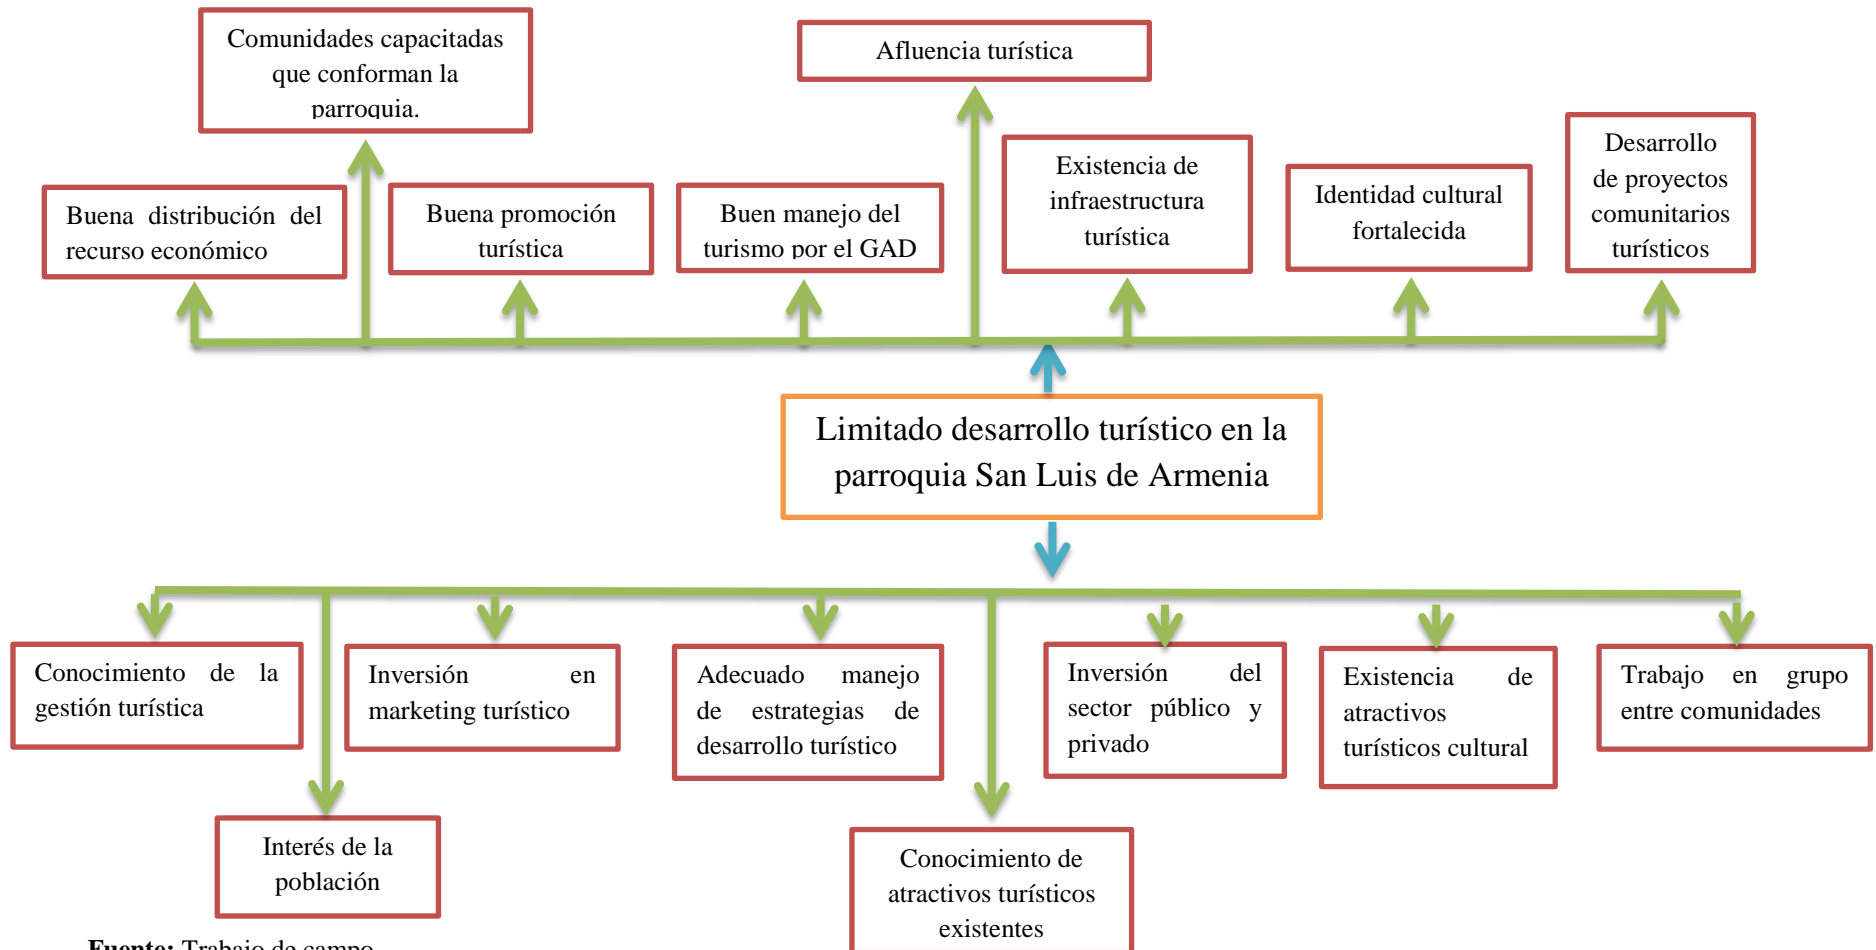 Comunidades capacitadas
que conforman la
parroquia.
Afluencia turística
Buena distribución del
recurso económico
Buena promoción
turística
Buen manejo del
turismo por el GAD
Existencia de
infraestructura
turística
Identidad cultural
fortalecida
Desarrollo
de proyectos
comunitarios
turísticos
Limitado desarrollo turístico en la
parroquia San Luis de Armenia
Conocimiento de la
gestión turística
Inversión en
marketing turístico
Adecuado manejo
de estrategias de
desarrollo turístico
Inversión del
sector público y
privado
Existencia de
atractivos
turísticos cultural
Trabajo en grupo
entre comunidades
Interés de la
población
Conocimiento de
atractivos turísticos
existentes
Fuente: Trabajo de campo